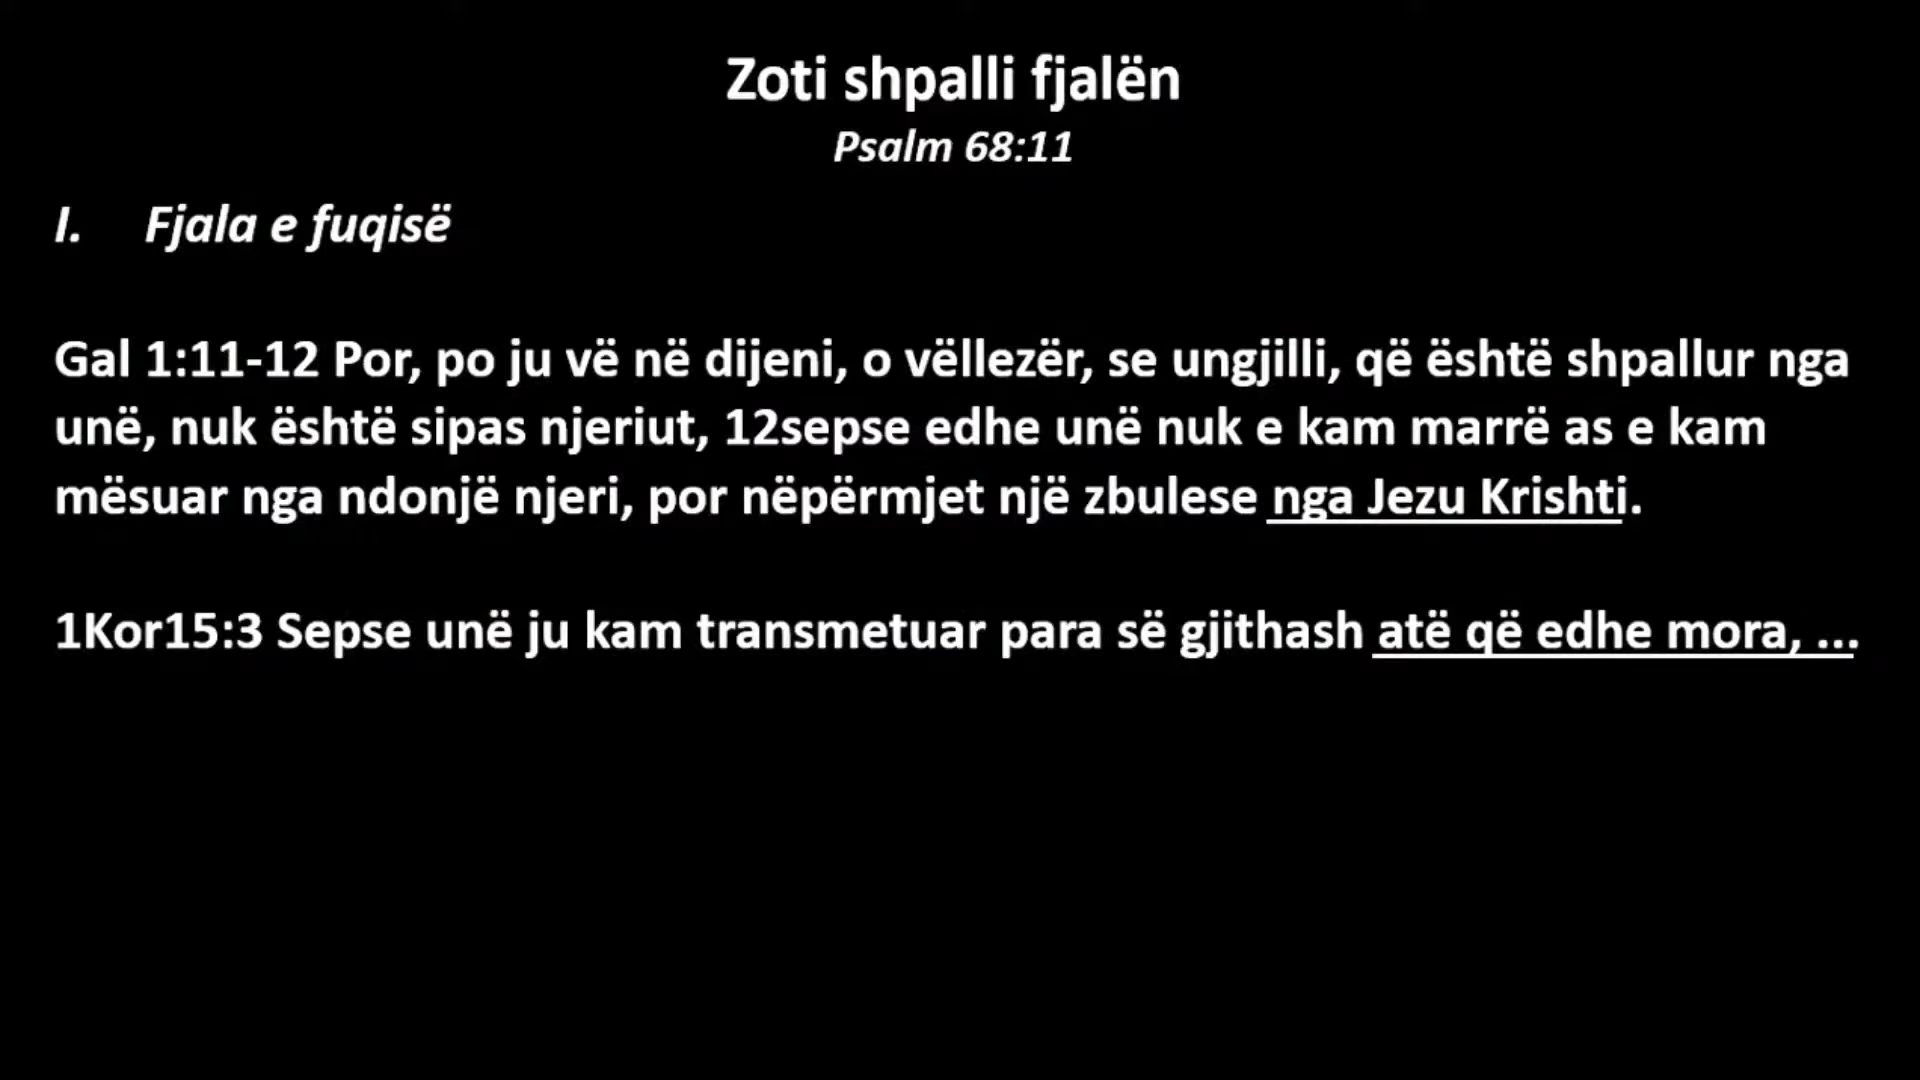 Zoti shpalli fjalën
Psalm 68:11
I. Fjala e fuqisë
Gal 1:11-12 Por, po ju vë në dijeni, o vëllezër, se ungjilli, që është shpallur nga
unë, nuk është sipas njeriut, 12sepse edhe unë nuk e kam marrë as e kam
mësuar nga ndonjë njeri, por nëpërmjet një zbulese nga Jezu Krishti.
1Kor15:3 Sepse unë ju kam transmetuar para së gjithash atë që edhe mora, ...